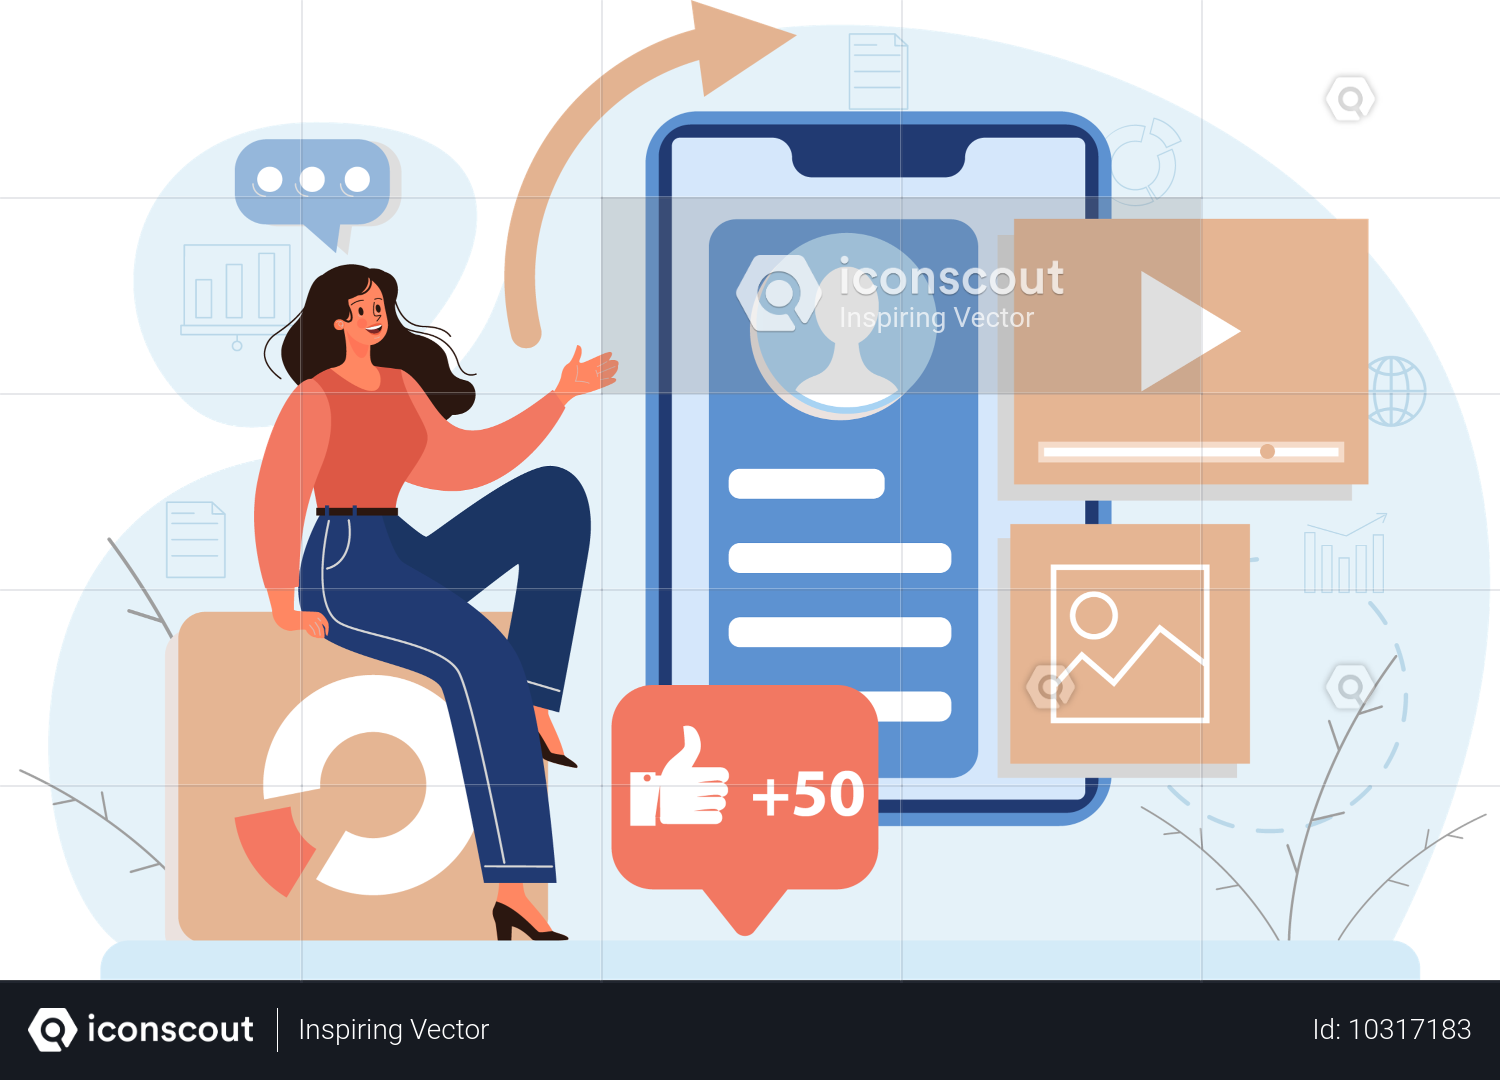 iconscout
Inspiring Vector
+50
iconscout
Inspiring Vector
Id: 10317183